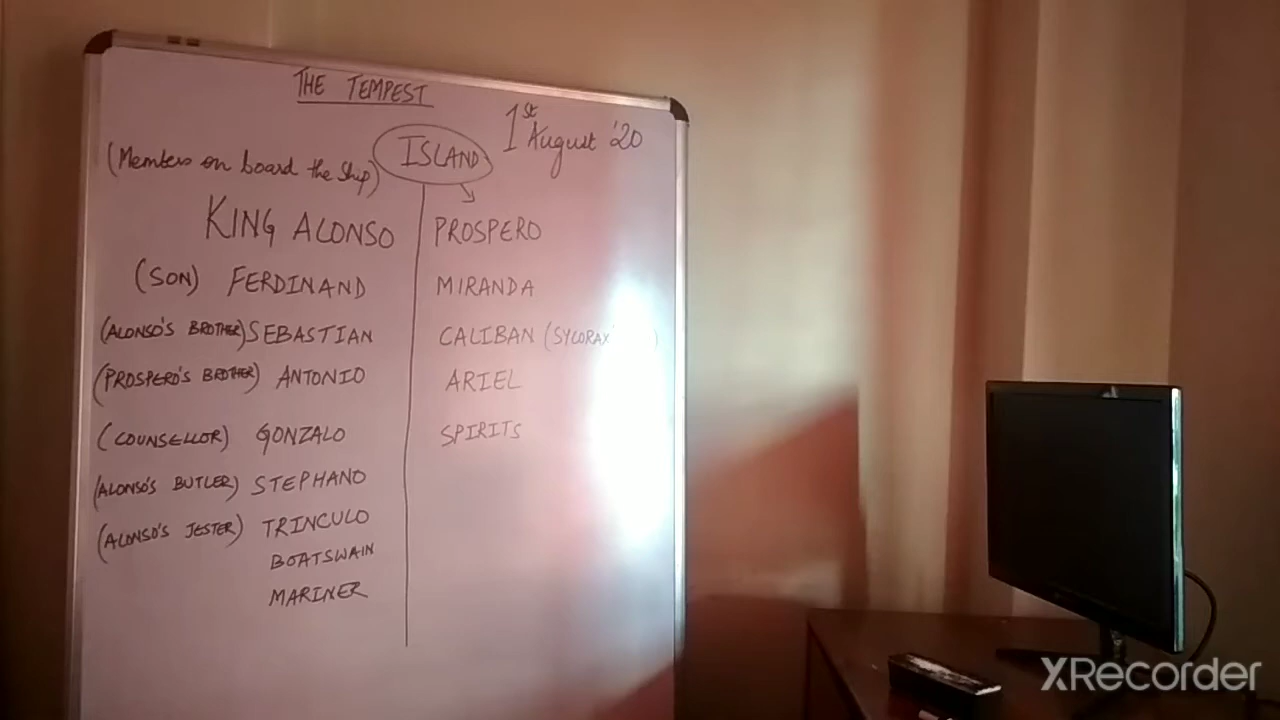 THE TEMPEST
1st August '20
(Members on board the ship)
ISLAND
KING ALONSO
PROSPERO
(SON) FERDINAND
MIRANDA
(ALONSO'S BROTHER) SEBASTIAN
CALIBAN (SYCORAX
(PROSPERO'S BROTHER) ANTONIO
ARIEL
(COUNSELLOR) GONZALO
SPIRITS
(ALONSO'S BUTLER) STEPHANO
(ALONSO'S JESTER) TRINCULO
BOATSWAIN
MARINER
XRecorder